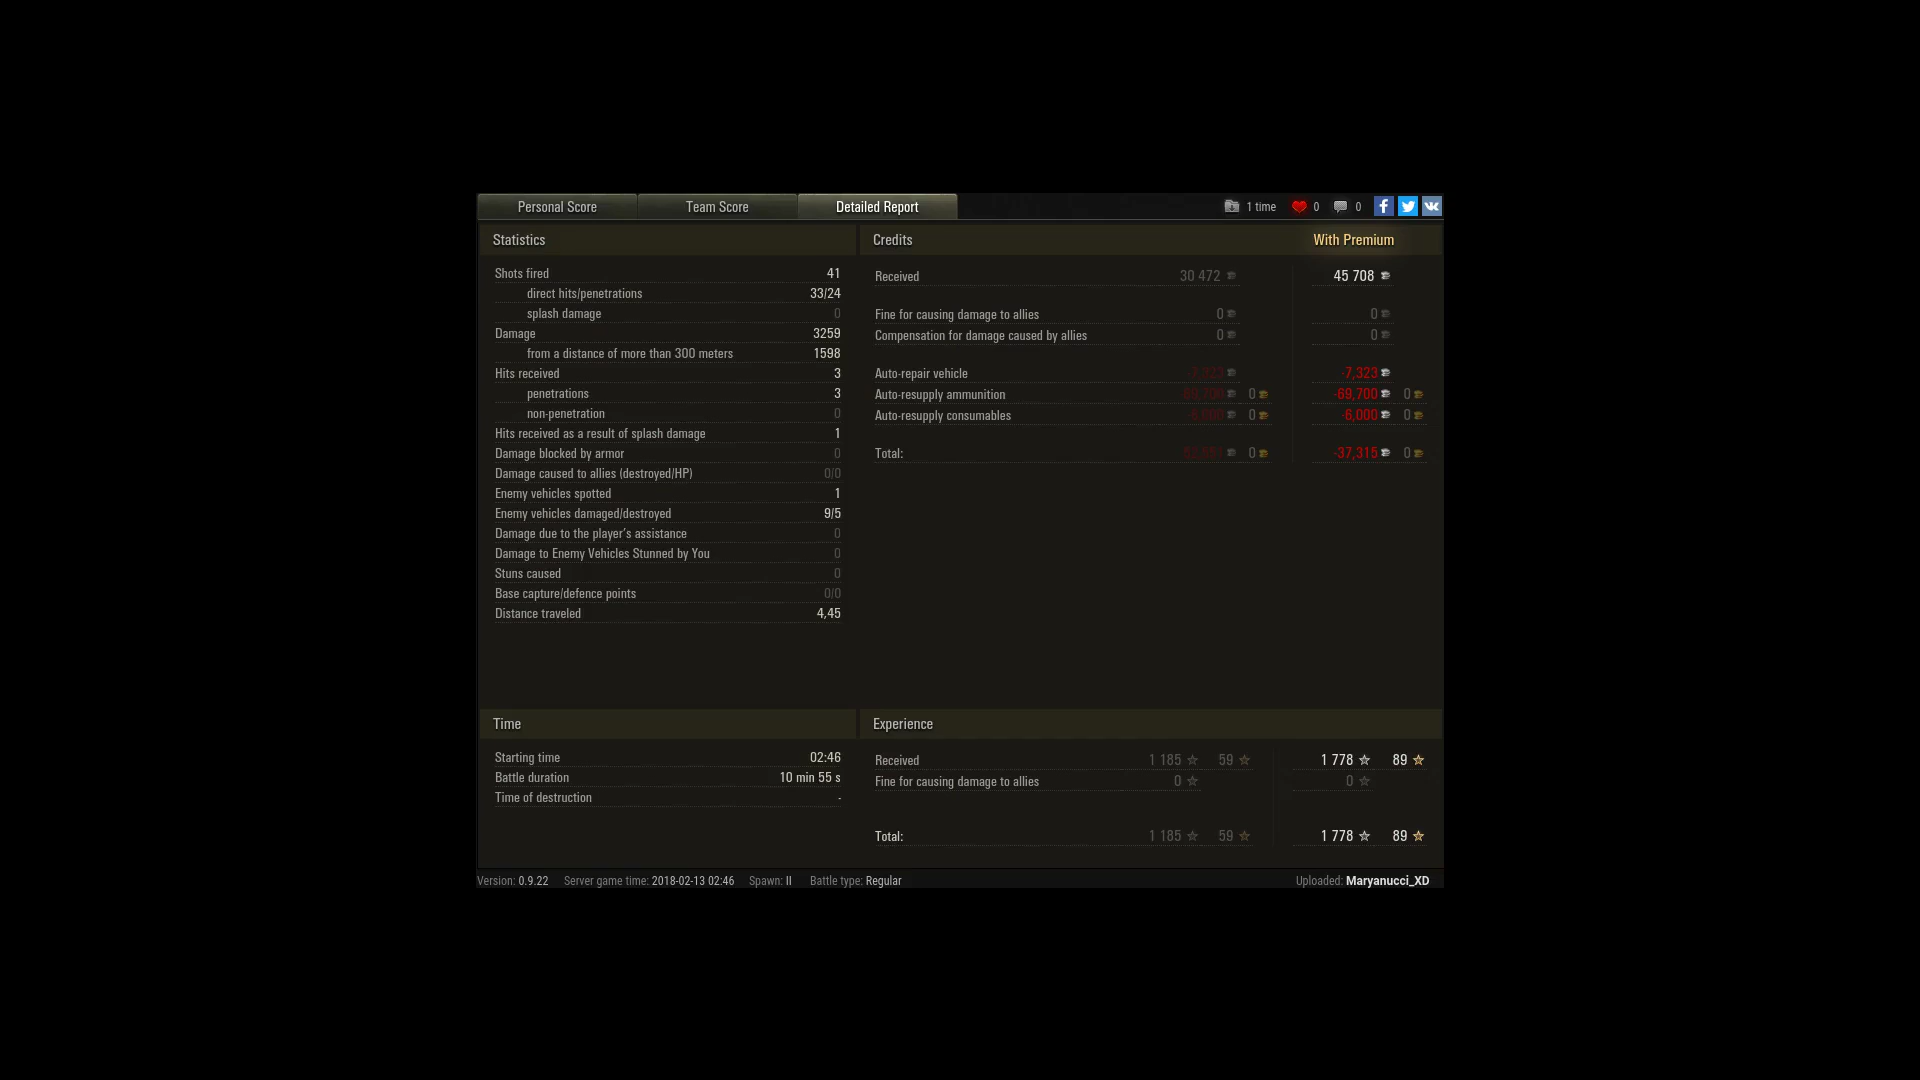 Personal Score Team Score Detailed Report 1 time 0 0
Statistics
Shots fired 41
direct hits/penetrations 33/24
splash damage 0
Damage 3259
from a distance of more than 300 meters 1598
Hits received 3
penetrations 3
non-penetration 0
Hits received as a result of splash damage 1
Damage blocked by armor 0
Damage caused to allies (destroyed/HP) 0/0
Enemy vehicles spotted 1
Enemy vehicles damaged/destroyed 9/5
Damage due to the player's assistance 0
Damage to Enemy Vehicles Stunned by You 0
Stuns caused 0
Base capture/defence points 0/0
Distance traveled 4,45
Credits With Premium
Received 30 472 45 708
Fine for causing damage to allies 0 0
Compensation for damage caused by allies 0 0
Auto-repair vehicle -7,323 -7,323
Auto-resupply ammunition 0 -69,700 0
Auto-resupply consumables -6,000 0 -6,000 0
Total: 0 -37,315 0
Time
Starting time 02:46
Battle duration 10 min 55 s
Time of destruction -
Experience
Received 1 185 59 1 778 89
Fine for causing damage to allies 0 0
Total: 1 185 59 1 778 89
Version: 0.9.22 Server game time: 2018-02-13 02:46 Spawn: II Battle type: Regular Uploaded: Maryanucci_XD